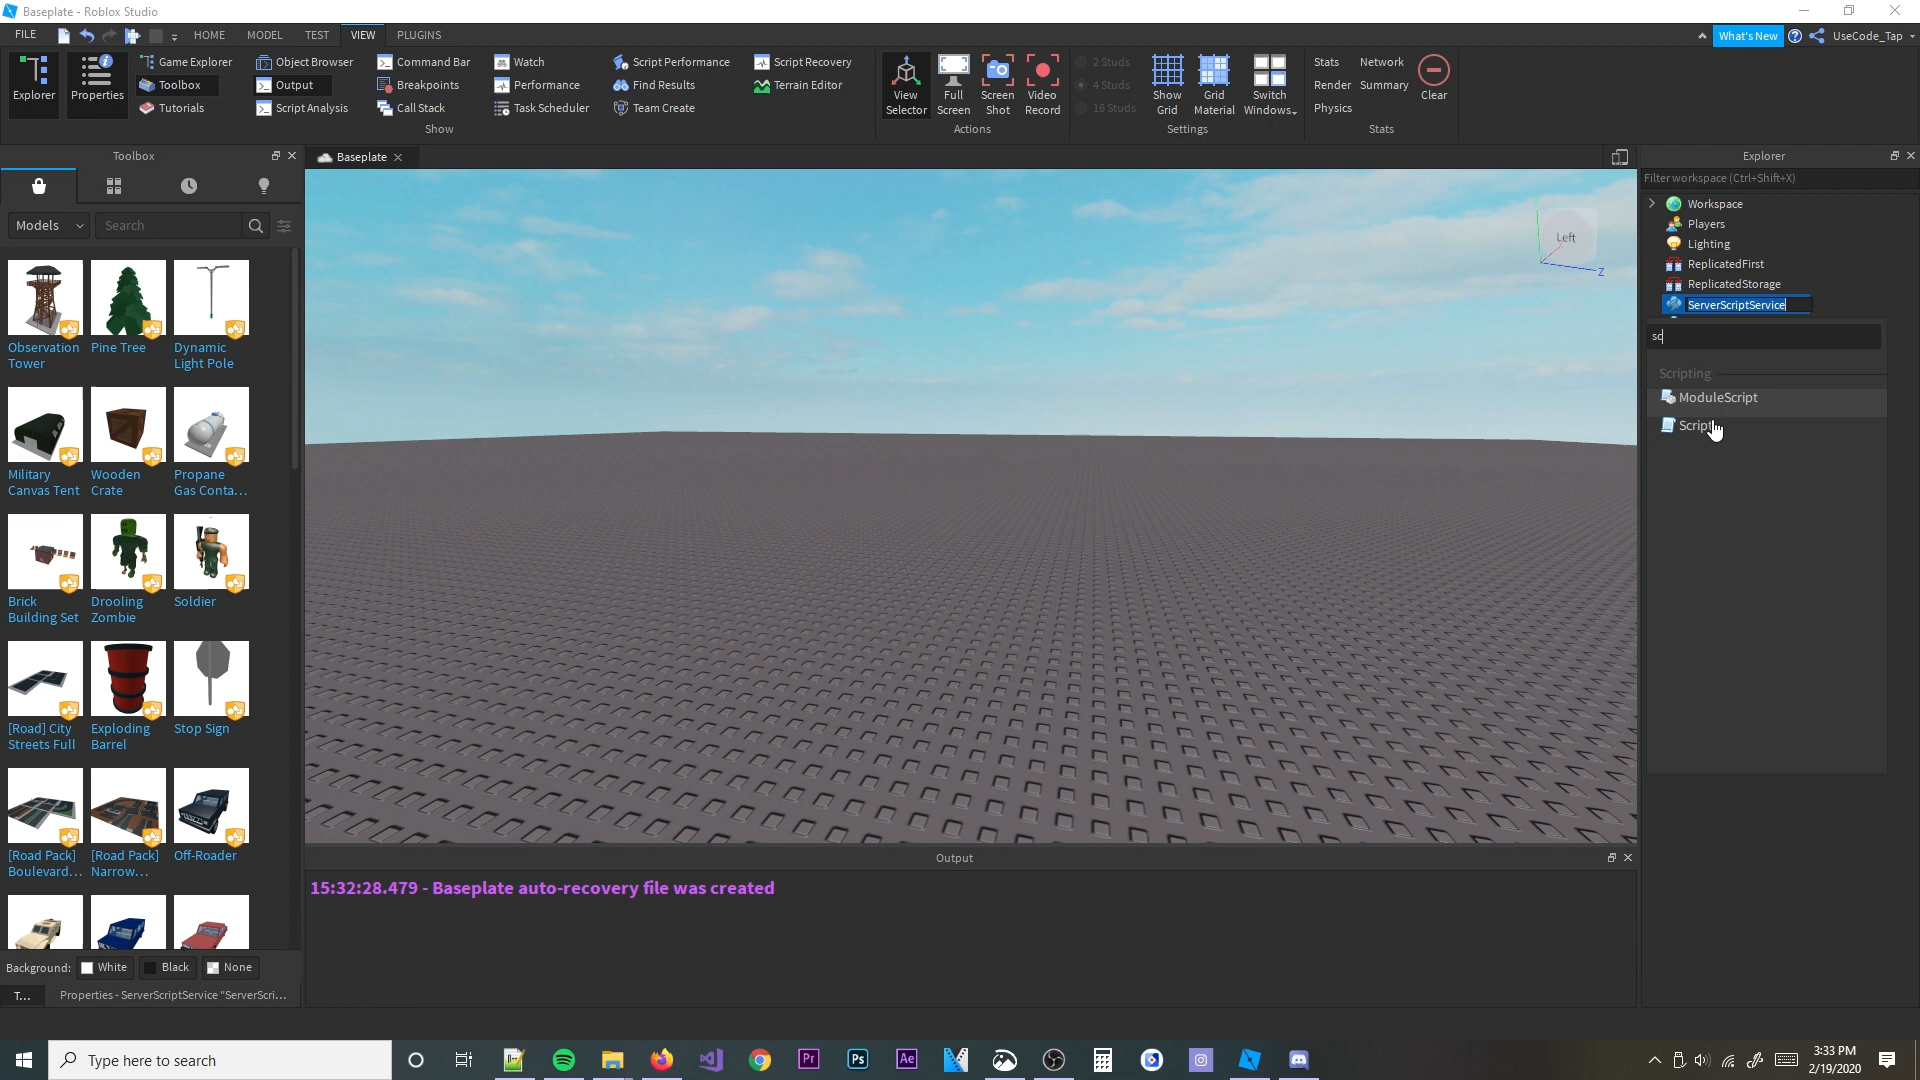 Baseplate - Roblox Studio
FILE HOME MODEL TEST VIEW PLUGINS What's New UseCode_Tap
Explorer Properties
Game Explorer
Toolbox
Tutorials
Object Browser
Output
Script Analysis
Command Bar
Breakpoints
Call Stack
Watch
Performance
Task Scheduler
Script Performance
Find Results
Team Create
Script Recovery
Terrain Editor
Show
View Selector
Full Screen
Screen Shot
Video Record
Actions
2 Studs
4 Studs
16 Studs
Show Grid
Grid Material
Switch Windows
Settings
Stats Network
Render Summary
Physics
Clear
Stats
Toolbox
Models Search
Observation Tower
Pine Tree
Dynamic Light Pole
Military Canvas Tent
Wooden Crate
Propane Gas Conta...
Brick Building Set
Drooling Zombie
Soldier
[Road] City Streets Full
Exploding Barrel
Stop Sign
[Road Pack] Boulevard...
[Road Pack] Narrow...
Off-Roader
Background: White Black None
T... Properties - ServerScriptService "ServerScri...
Baseplate
Left
Z
Output
15:32:28.479 - Baseplate auto-recovery file was created
Explorer
Filter workspace (Ctrl+Shift+X)
Workspace
Players
Lighting
ReplicatedFirst
ReplicatedStorage
ServerScriptService
sc
Scripting
ModuleScript
Script
Type here to search
Pr
Ps
Ae
3:33 PM
2/19/2020